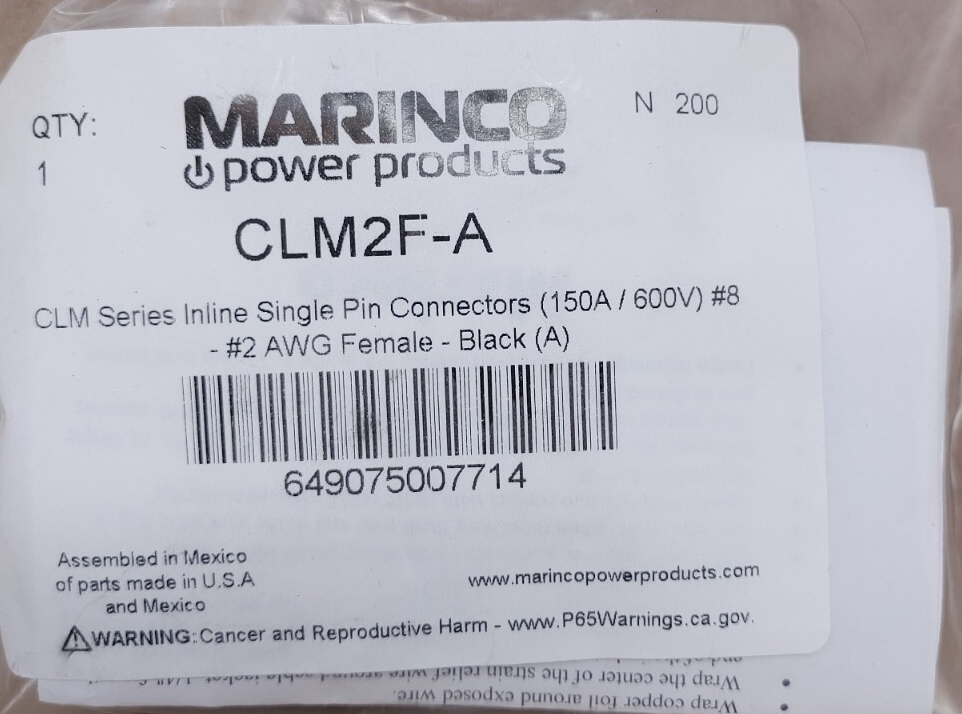 QTY:
1
MARINCO
power products
N 200
CLM2F-A
CLM Series Inline Single Pin Connectors (150A / 600V) #8
- #2 AWG Female - Black (A)
649075007714
Assembled in Mexico
of parts made in U.S.A
and Mexico
www.marincopowerproducts.com
WARNING: Cancer and Reproductive Harm - www.P65Warnings.ca.gov.
Wrap the center of the strain relief wire around cable jacket
Wrap copper foil around exposed wire.